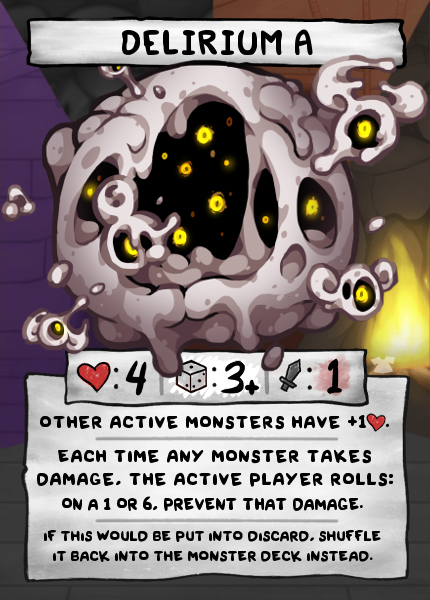 DELIRIUM A
: 4 : 3+ : 1
OTHER ACTIVE MONSTERS HAVE +1❤.
EACH TIME ANY MONSTER TAKES
DAMAGE, THE ACTIVE PLAYER ROLLS:
ON A 1 OR 6, PREVENT THAT DAMAGE.
IF THIS WOULD BE PUT INTO DISCARD, SHUFFLE
IT BACK INTO THE MONSTER DECK INSTEAD.